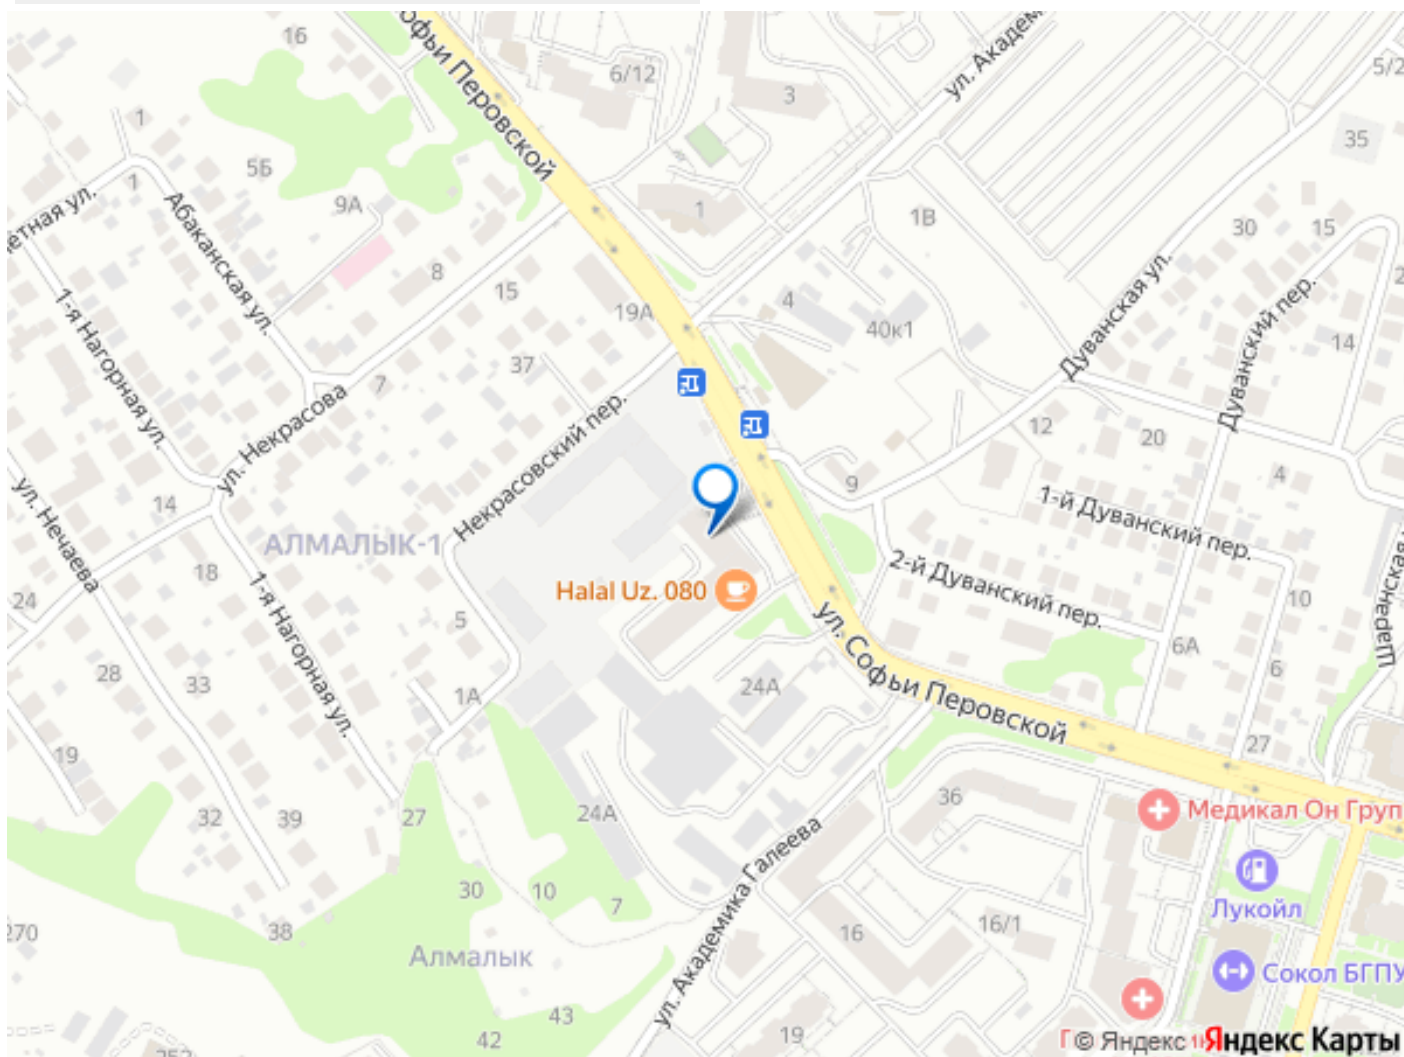 16
офьи Перовской
6/12
3
ул. Акаде
5/2
35
1
5Б
1
9А
етная ул.
Абаканская ул.
8
1
1В
30
15
15
19А
4
40к1
Дуванская ул.
Дуванский пер.
2
14
1-я Нагорная ул.
37
7
ул. Некрасова
Некрасовский пер.
12
20
4
9
1-й Дуванский пер.
14
ул. Нечаева
АЛМАЛЫК-1
18
1-я Нагорная ул.
2-й Дуванский пер.
Halal Uz. 080
24
5
10
ул. Софьи Перовской
6А
6
28
33
1А
24А
27
19
36
Медикал Он Груп
32
39
27
24А
ул. Академика Галеева
30
10
7
Лукойл
270
38
Алмалык
16
16/1
Сокол БГПУ
43
42
19
© Яндекс
Яндекс Карты